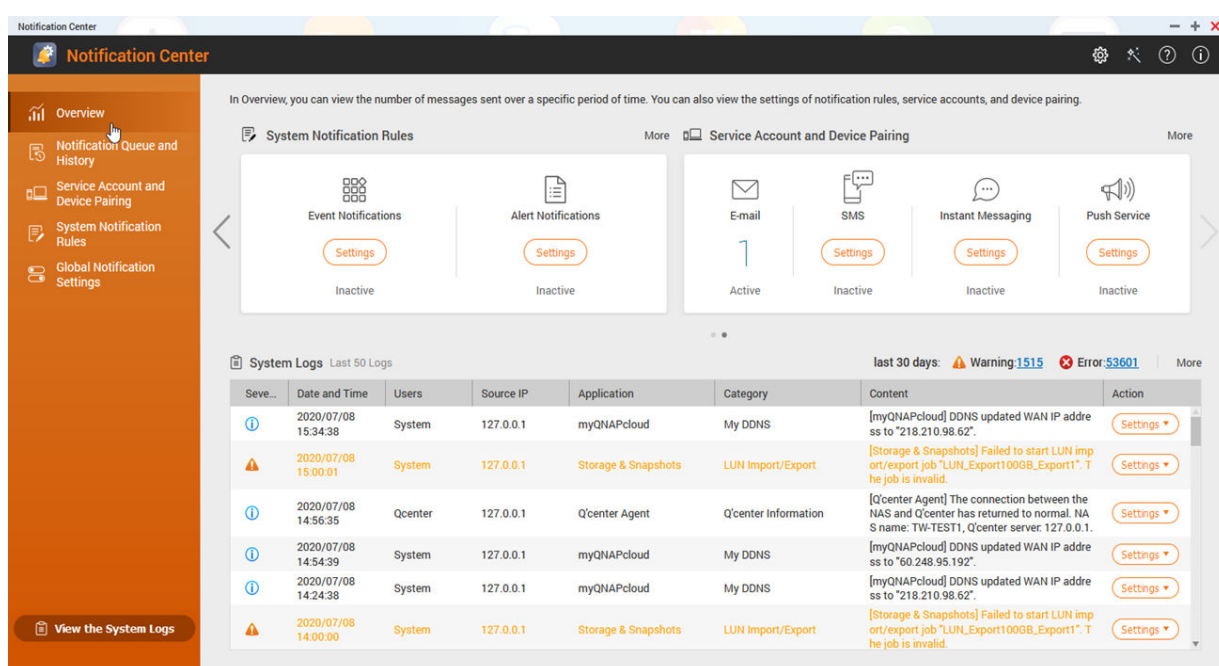 Notification Center
Notification Center
Overview
Notification Queue and
History
Service Account and
Device Pairing
System Notification
Rules
Global Notification
Settings
View the System Logs
In Overview, you can view the number of messages sent over a specific period of time. You can also view the settings of notification rules, service accounts, and device pairing.
System Notification Rules More
Event Notifications Alert Notifications
Settings Settings
Inactive Inactive
Service Account and Device Pairing More
E-mail SMS Instant Messaging Push Service
1 Settings Settings Settings
Active Inactive Inactive Inactive
System Logs Last 50 Logs last 30 days: Warning:1515 Error:53601 More
Seve... Date and Time Users Source IP Application Category Content Action
2020/07/08
15:34:38
System 127.0.0.1 myQNAPcloud My DDNS
[myQNAPcloud] DDNS updated WAN IP addre
ss to "218.210.98.62".
Settings
2020/07/08
15:00:01
System 127.0.0.1 Storage & Snapshots LUN Import/Export
[Storage & Snapshots] Failed to start LUN imp
ort/export job "LUN_Export100GB_Export1". T
he job is invalid.
Settings
2020/07/08
14:56:35
Qcenter 127.0.0.1 Q'center Agent Q'center Information
[Q'center Agent] The connection between the
NAS and Q'center has returned to normal. NA
S name: TW-TEST1, Q'center server: 127.0.0.1.
Settings
2020/07/08
14:54:39
System 127.0.0.1 myQNAPcloud My DDNS
[myQNAPcloud] DDNS updated WAN IP addre
ss to "60.248.95.192".
Settings
2020/07/08
14:24:38
System 127.0.0.1 myQNAPcloud My DDNS
[myQNAPcloud] DDNS updated WAN IP addre
ss to "218.210.98.62".
Settings
2020/07/08
14:00:00
System 127.0.0.1 Storage & Snapshots LUN Import/Export
[Storage & Snapshots] Failed to start LUN imp
ort/export job "LUN_Export100GB_Export1". T
he job is invalid.
Settings